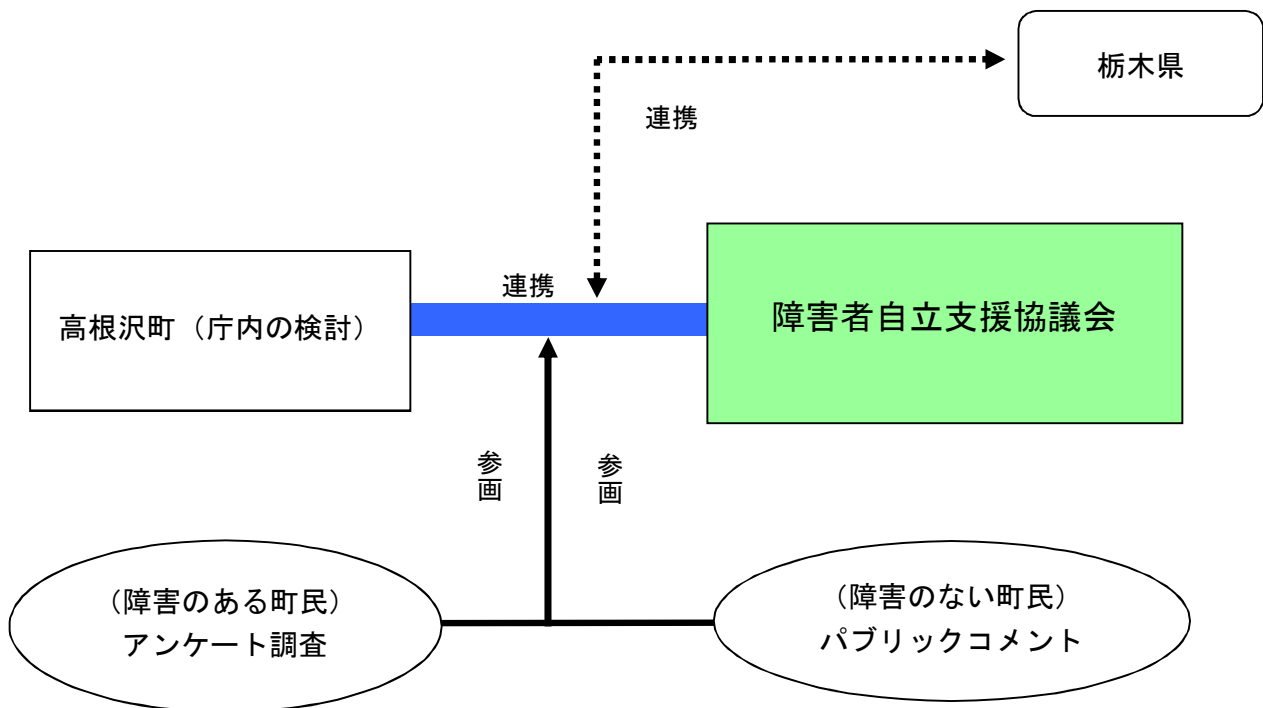 栃木県
連携
連携
高根沢町（庁内の検討）
障害者自立支援協議会
参画
参画
（障害のある町民）
アンケート調査
（障害のない町民）
パブリックコメント